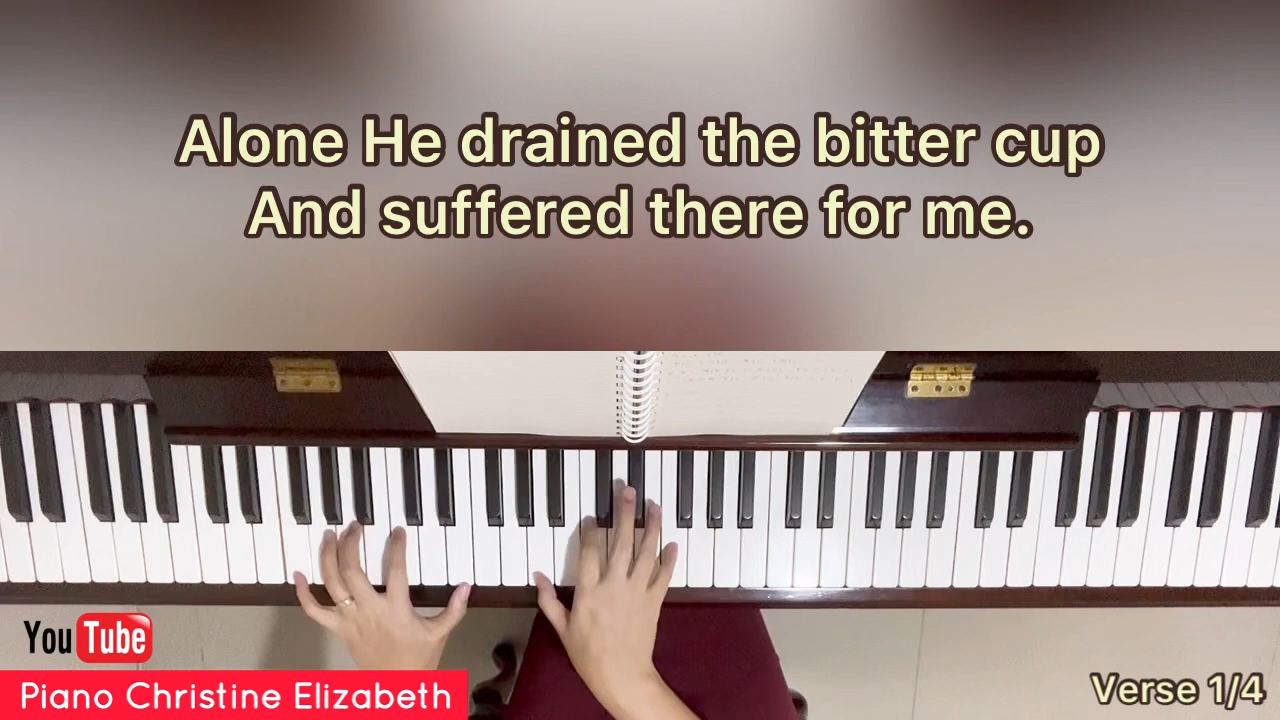 Alone He drained the bitter cup
And suffered there for me.
YouTube
Piano Christine Elizabeth
Verse 1/4